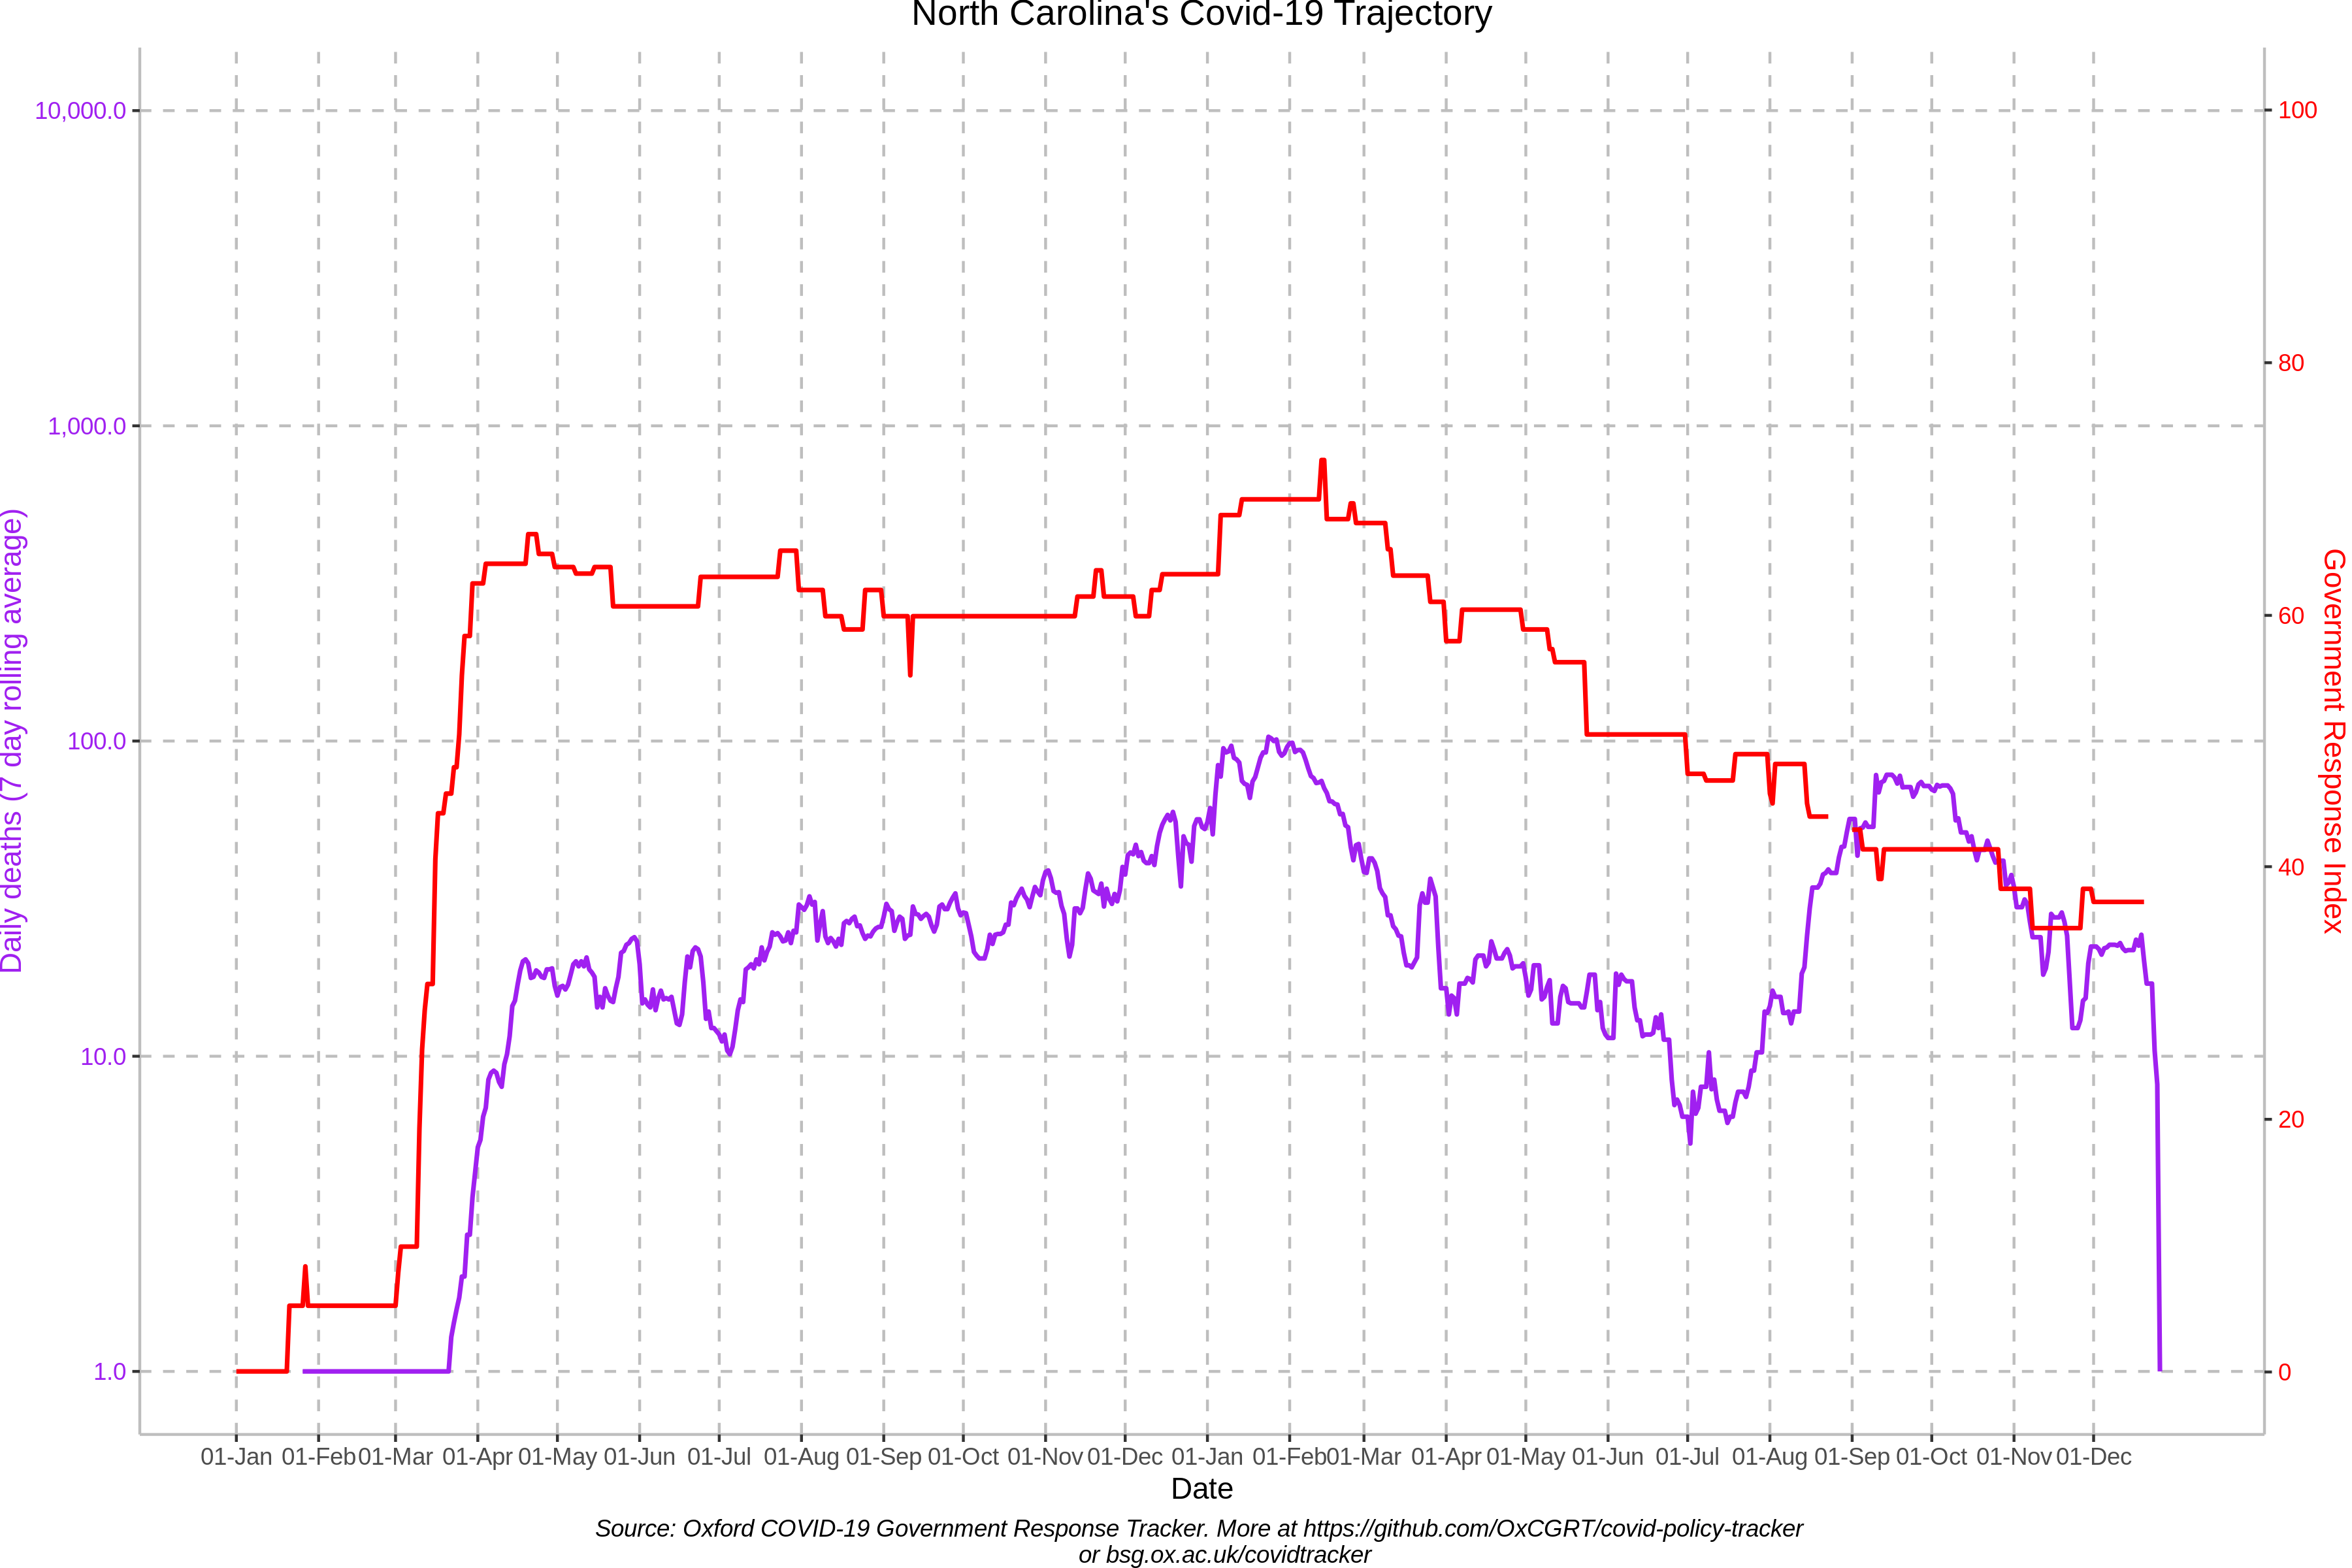 North Carolina's Covid-19 Trajectory
10,000.0
1,000.0
100.0
10.0
1.0
Daily deaths (7 day rolling average)
100
80
60
40
20
0
Government Response Index
01-Jan 01-Feb 01-Mar 01-Apr 01-May 01-Jun 01-Jul 01-Aug 01-Sep 01-Oct 01-Nov 01-Dec 01-Jan 01-Feb 01-Mar 01-Apr 01-May 01-Jun 01-Jul 01-Aug 01-Sep 01-Oct 01-Nov 01-Dec
Date
Source: Oxford COVID-19 Government Response Tracker. More at https://github.com/OxCGRT/covid-policy-tracker
or bsg.ox.ac.uk/covidtracker